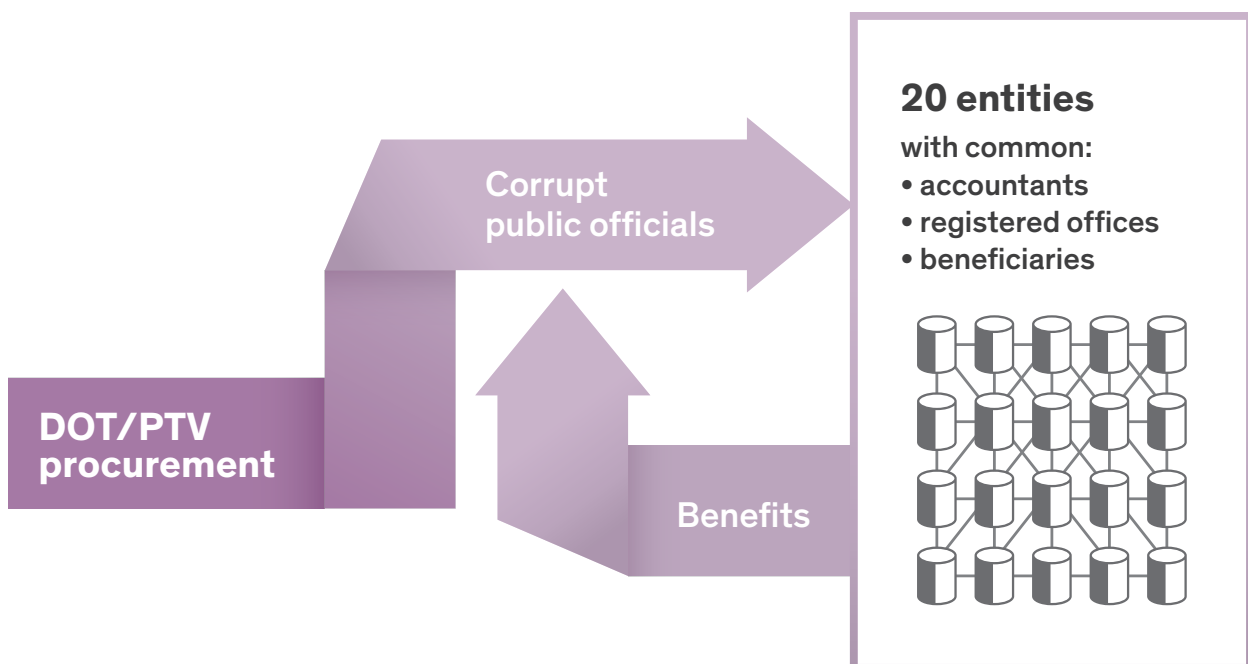 DOT/PTV
procurement
Corrupt
public officials
Benefits
20 entities
with common:
• accountants
• registered offices
• beneficiaries